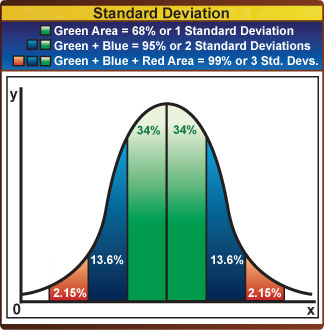 Standard Deviation
Green Area = 68% or 1 Standard Deviation
Green + Blue = 95% or 2 Standard Deviations
Green + Blue + Red Area = 99% or 3 Std. Devs.
y
34% 34%
13.6% 13.6%
2.15% 2.15%
0 x